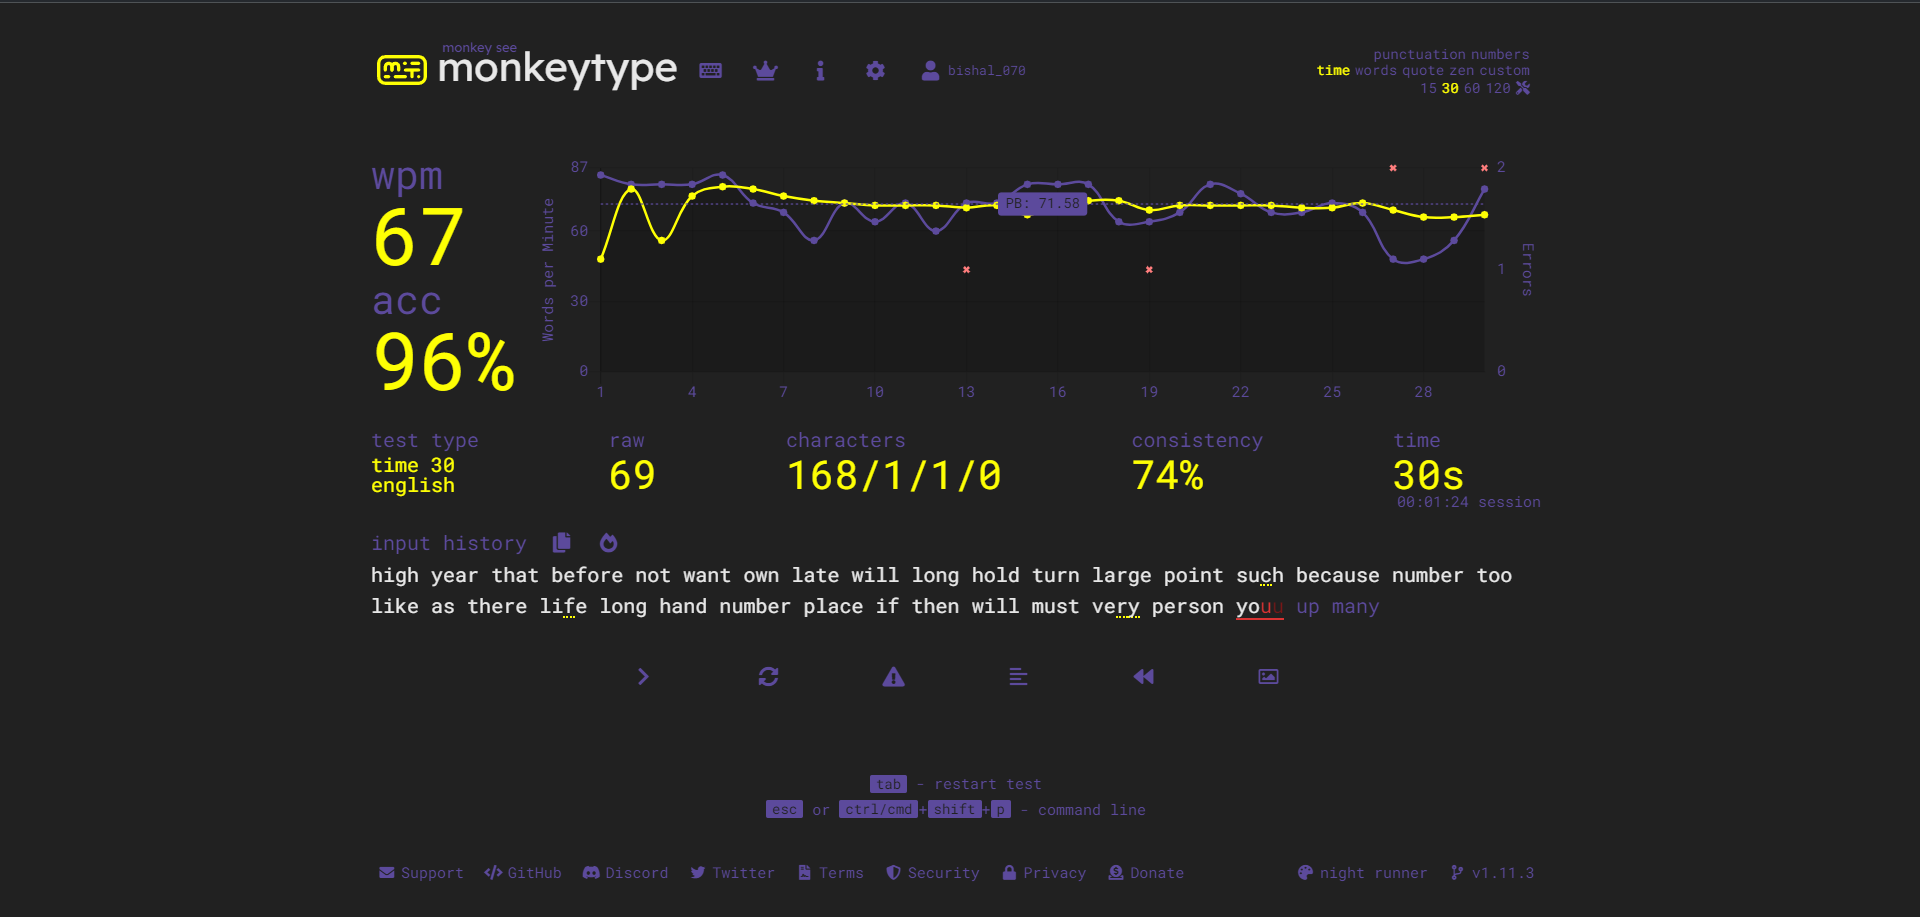 monkey see
monkeytype
bishal_070
punctuation numbers
time words quote zen custom
15 30 60 120
wpm
67
acc
96%
Words per Minute
87
60
30
0
PB: 71.58
2
1
0
Errors
1 4 7 10 13 16 19 22 25 28
test type
time 30
english
raw
69
characters
168/1/1/0
consistency
74%
time
30s
00:01:24 session
input history
high year that before not want own late will long hold turn large point such because number too
like as there life long hand number place if then will must very person youu up many
tab - restart test
esc or ctrl/cmd+shift+p - command line
Support GitHub Discord Twitter Terms Security Privacy Donate night runner v1.11.3